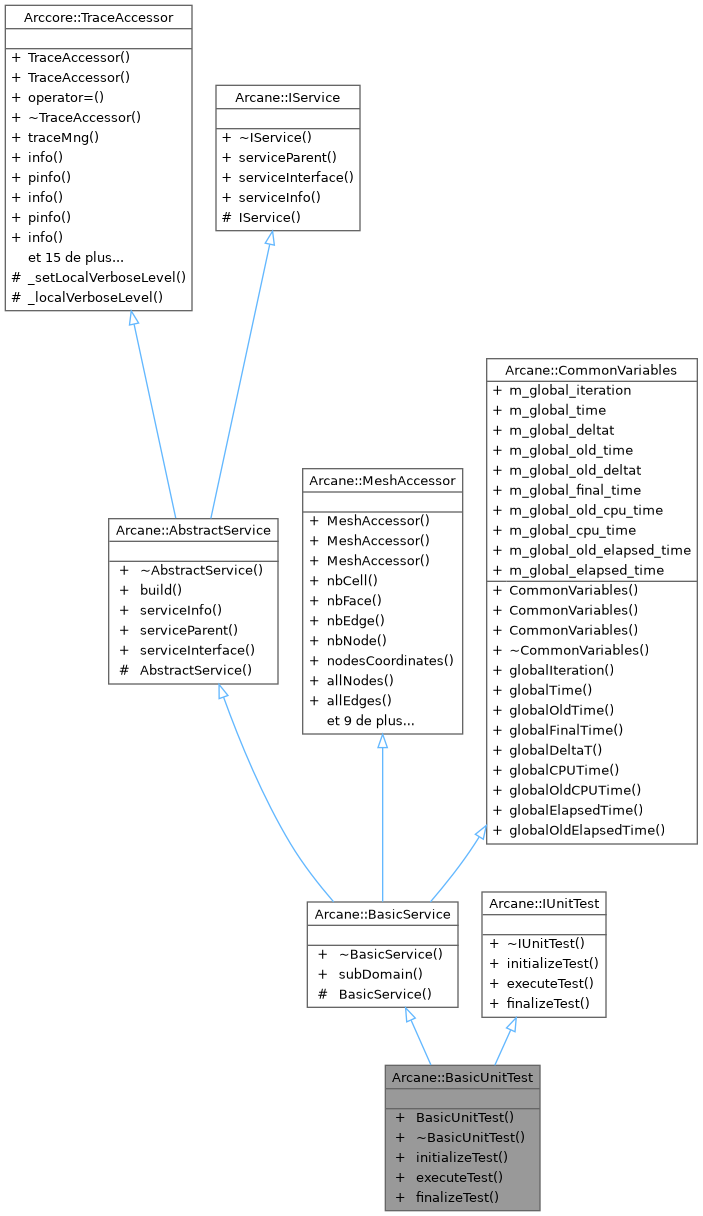 Arccore::TraceAccessor
+ TraceAccessor()
+ TraceAccessor()
+ operator=()
+ ~TraceAccessor()
+ traceMng()
+ info()
+ pinfo()
+ info()
+ pinfo()
+ info()
et 15 de plus...
# _setLocalVerboseLevel()
# _localVerboseLevel()
Arcane::IService
+ ~IService()
+ serviceParent()
+ serviceInterface()
+ serviceInfo()
# IService()
Arcane::CommonVariables
+ m_global_iteration
+ m_global_time
+ m_global_deltat
+ m_global_old_time
+ m_global_old_deltat
+ m_global_final_time
+ m_global_old_cpu_time
+ m_global_cpu_time
+ m_global_old_elapsed_time
+ m_global_elapsed_time
+ CommonVariables()
+ CommonVariables()
+ CommonVariables()
+ ~CommonVariables()
+ globalIteration()
+ globalTime()
+ globalOldTime()
+ globalFinalTime()
+ globalDeltaT()
+ globalCPUTime()
+ globalOldCPUTime()
+ globalElapsedTime()
+ globalOldElapsedTime()
Arcane::MeshAccessor
+ MeshAccessor()
+ MeshAccessor()
+ MeshAccessor()
+ nbCell()
+ nbFace()
+ nbEdge()
+ nbNode()
+ nodesCoordinates()
+ allNodes()
+ allEdges()
et 9 de plus...
Arcane::AbstractService
+ ~AbstractService()
+ build()
+ serviceInfo()
+ serviceParent()
+ serviceInterface()
# AbstractService()
Arcane::BasicService
+ ~BasicService()
+ subDomain()
# BasicService()
Arcane::IUnitTest
+ ~IUnitTest()
+ initializeTest()
+ executeTest()
+ finalizeTest()
Arcane::BasicUnitTest
+ BasicUnitTest()
+ ~BasicUnitTest()
+ initializeTest()
+ executeTest()
+ finalizeTest()